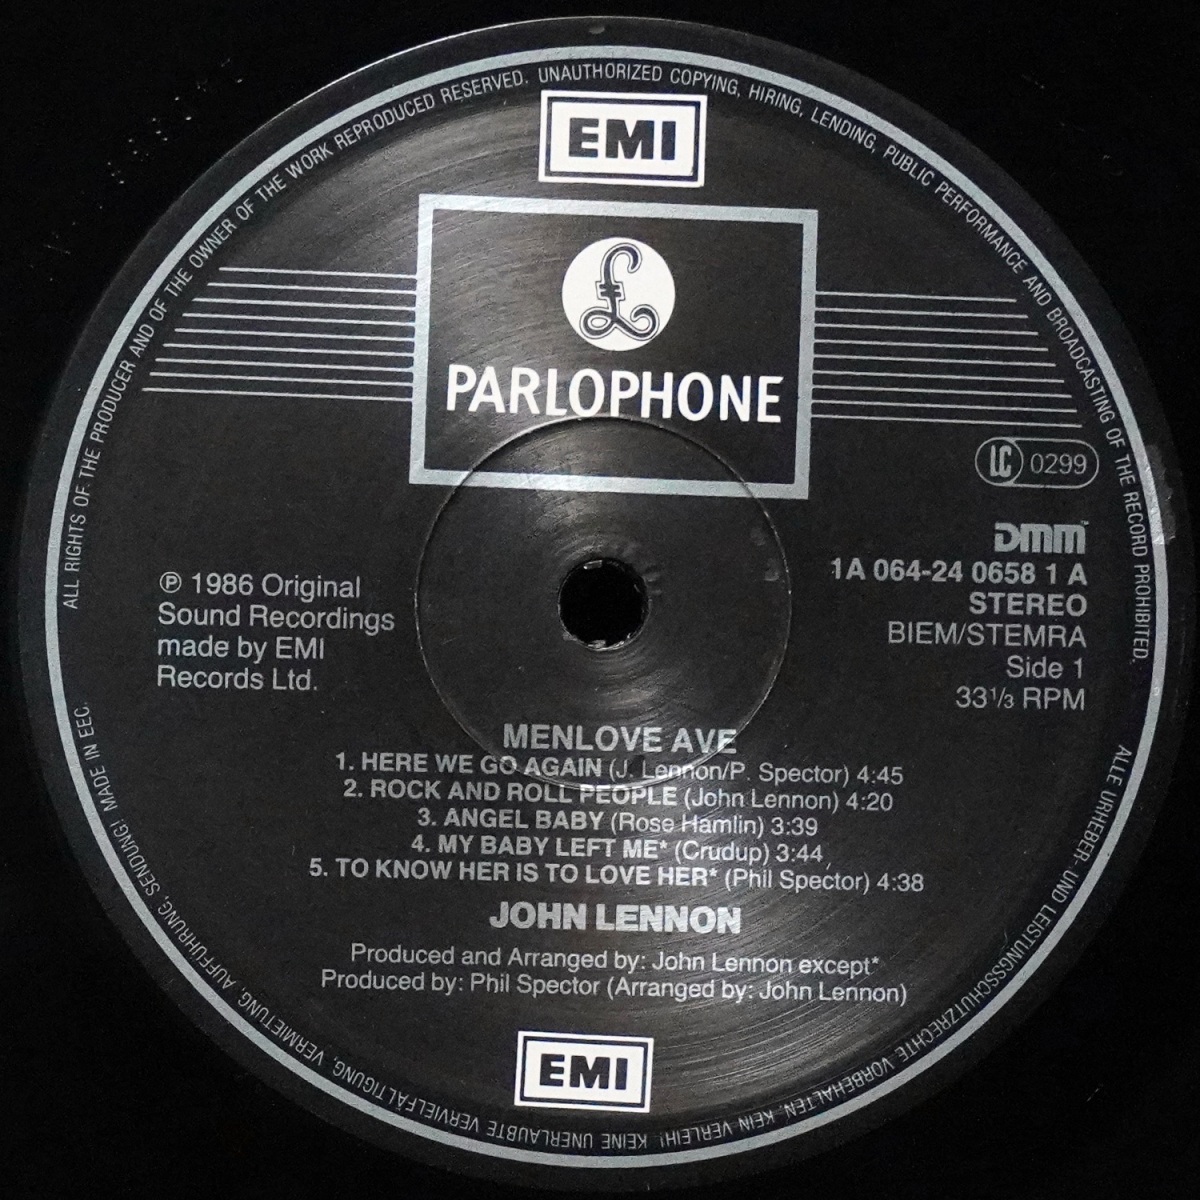 ALL RIGHTS OF THE PRODUCER AND OF THE OWNER OF THE WORK REPRODUCED RESERVED. UNAUTHORIZED COPYING, HIRING, LENDING, PUBLIC PERFORMANCE AND BROADCASTING OF THE RECORD PROHIBITED.
EMI
£
PARLOPHONE
LC 0299
DMM™
1A 064-24 0658 1 A
STEREO
BIEM/STEMRA
Side 1
33 1/3 RPM
℗ 1986 Original
Sound Recordings
made by EMI
Records Ltd.
MENLOVE AVE
1. HERE WE GO AGAIN (J. Lennon/P. Spector) 4:45
2. ROCK AND ROLL PEOPLE (John Lennon) 4:20
3. ANGEL BABY (Rose Hamlin) 3:39
4. MY BABY LEFT ME* (Crudup) 3:44
5. TO KNOW HER IS TO LOVE HER* (Phil Spector) 4:38
JOHN LENNON
Produced and Arranged by: John Lennon except*
Produced by: Phil Spector (Arranged by: John Lennon)
EMI
ALLE URHEBER- UND LEISTUNGSSCHUTZRECHTE VORBEHALTEN. KEIN VERLEIH! KEINE UNERLAUBTE VERVIELFÄLTIGUNG, VERMIETUNG, AUFFÜHRUNG, SENDUNG! MADE IN EEC.